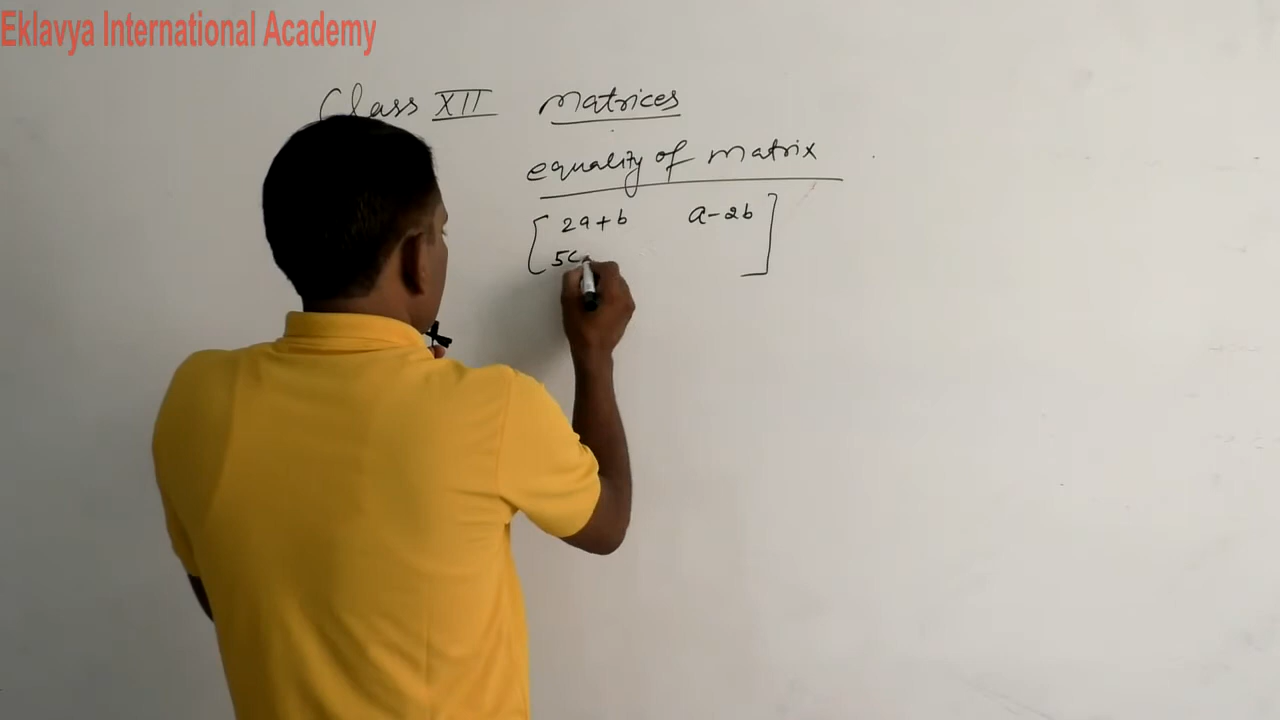 Eklavya International Academy
Class XII Matrices
equality of matrix
2a+b a-2b
5c